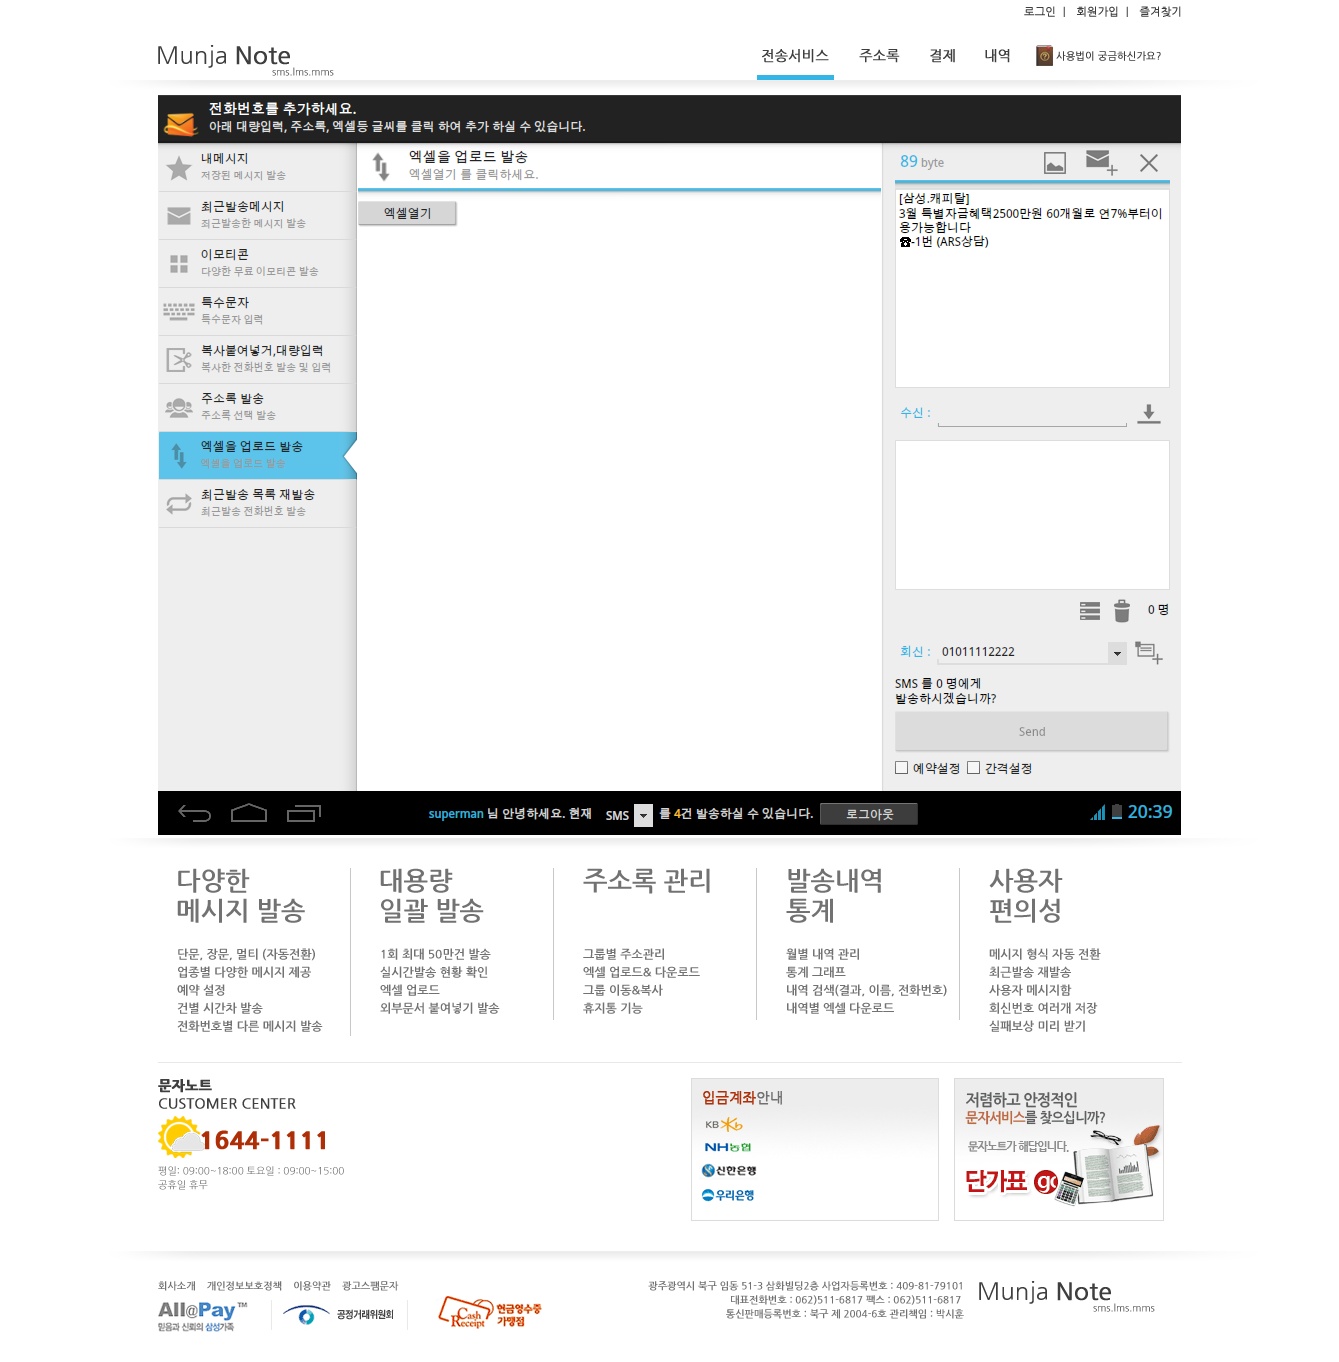 로그인 | 회원가입 | 즐겨찾기
Munja Note
sms.lms.mms
전송서비스 주소록 결제 내역 사용법이 궁금하신가요?
전화번호를 추가하세요.
아래 대량입력, 주소록, 엑셀등 글씨를 클릭 하여 추가 하실 수 있습니다.
내메시지
저장된 메시지 발송
최근발송메시지
최근발송한 메시지 발송
이모티콘
다양한 무료 이모티콘 발송
특수문자
특수문자 입력
복사붙여넣거,대량입력
복사한 전화번호 발송 및 입력
주소록 발송
주소록 선택 발송
엑셀을 업로드 발송
엑셀을 업로드 발송
최근발송 목록 재발송
최근발송 전화번호 발송
엑셀을 업로드 발송
엑셀열기 를 클릭하세요.
엑셀열기
89 byte
[삼성.캐피탈]
3월 특별자금혜택2500만원 60개월로 연7%부터이
용가능합니다
☎-1번 (ARS상담)
수신 :
0 명
회신 : 01011112222
SMS 를 0 명에게
발송하시겠습니까?
Send
예약설정 간격설정
superman 님 안녕하세요. 현재 SMS 를 4건 발송하실 수 있습니다. 로그아웃
20:39
다양한
메시지 발송
단문, 장문, 멀티 (자동전환)
업종별 다양한 메시지 제공
예약 설정
건별 시간차 발송
전화번호별 다른 메시지 발송
대용량
일괄 발송
1회 최대 50만건 발송
실시간발송 현황 확인
엑셀 업로드
외부문서 붙여넣기 발송
주소록 관리
그룹별 주소관리
엑셀 업로드& 다운로드
그룹 이동&복사
휴지통 기능
발송내역
통계
월별 내역 관리
통계 그래프
내역 검색(결과, 이름, 전화번호)
내역별 엑셀 다운로드
사용자
편의성
메시지 형식 자동 전환
최근발송 재발송
사용자 메시지함
회신번호 여러개 저장
실패보상 미리 받기
문자노트
CUSTOMER CENTER
1644-1111
평일: 09:00~18:00 토요일 : 09:00~15:00
공휴일 휴무
입금계좌안내
KB
NH농협
신한은행
우리은행
저렴하고 안정적인
문자서비스를 찾으십니까?
문자노트가 해답입니다.
단가표 go
회사소개 개인정보보호정책 이용약관 광고스팸문자
All@Pay™
믿음과 신뢰의 삼성가족
공정거래위원회
Cash Receipt
현금영수증
가맹점
광주광역시 북구 임동 51-3 삼화빌딩2층 사업자등록번호 : 409-81-79101
대표전화번호 : 062)511-6817 팩스 : 062)511-6817
통신판매등록번호 : 북구 제 2004-6호 관리책임 : 박시훈
Munja Note
sms.lms.mms